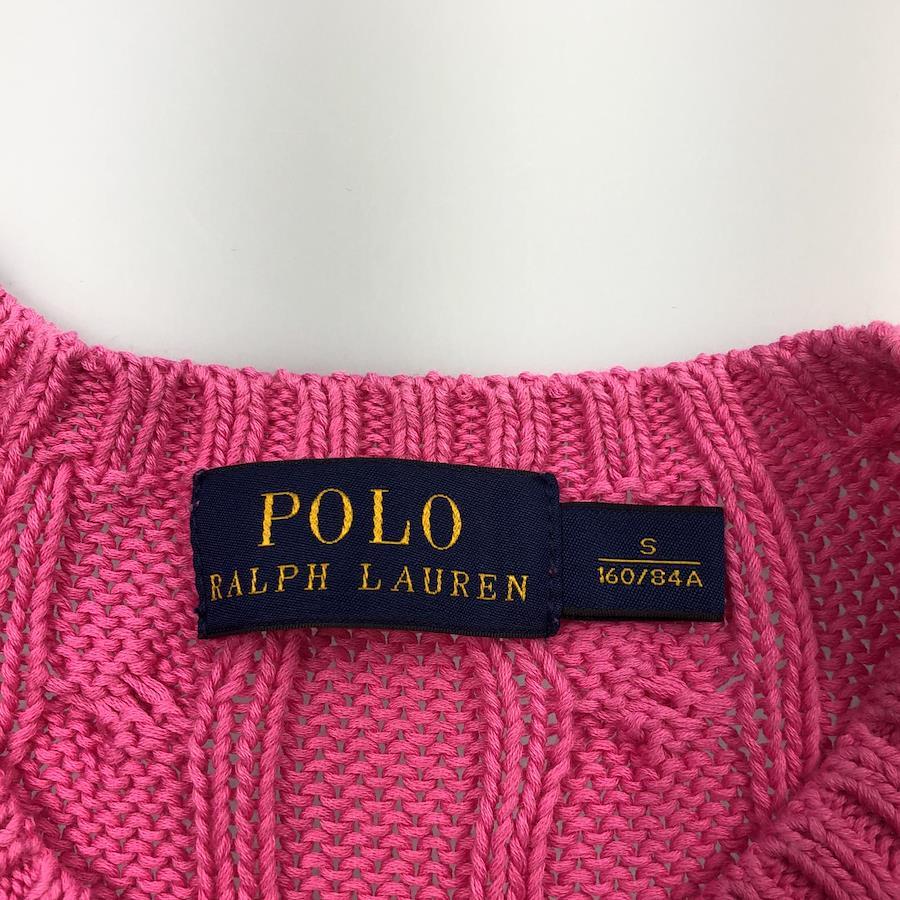 POLO
RALPH LAUREN
S
160/84A